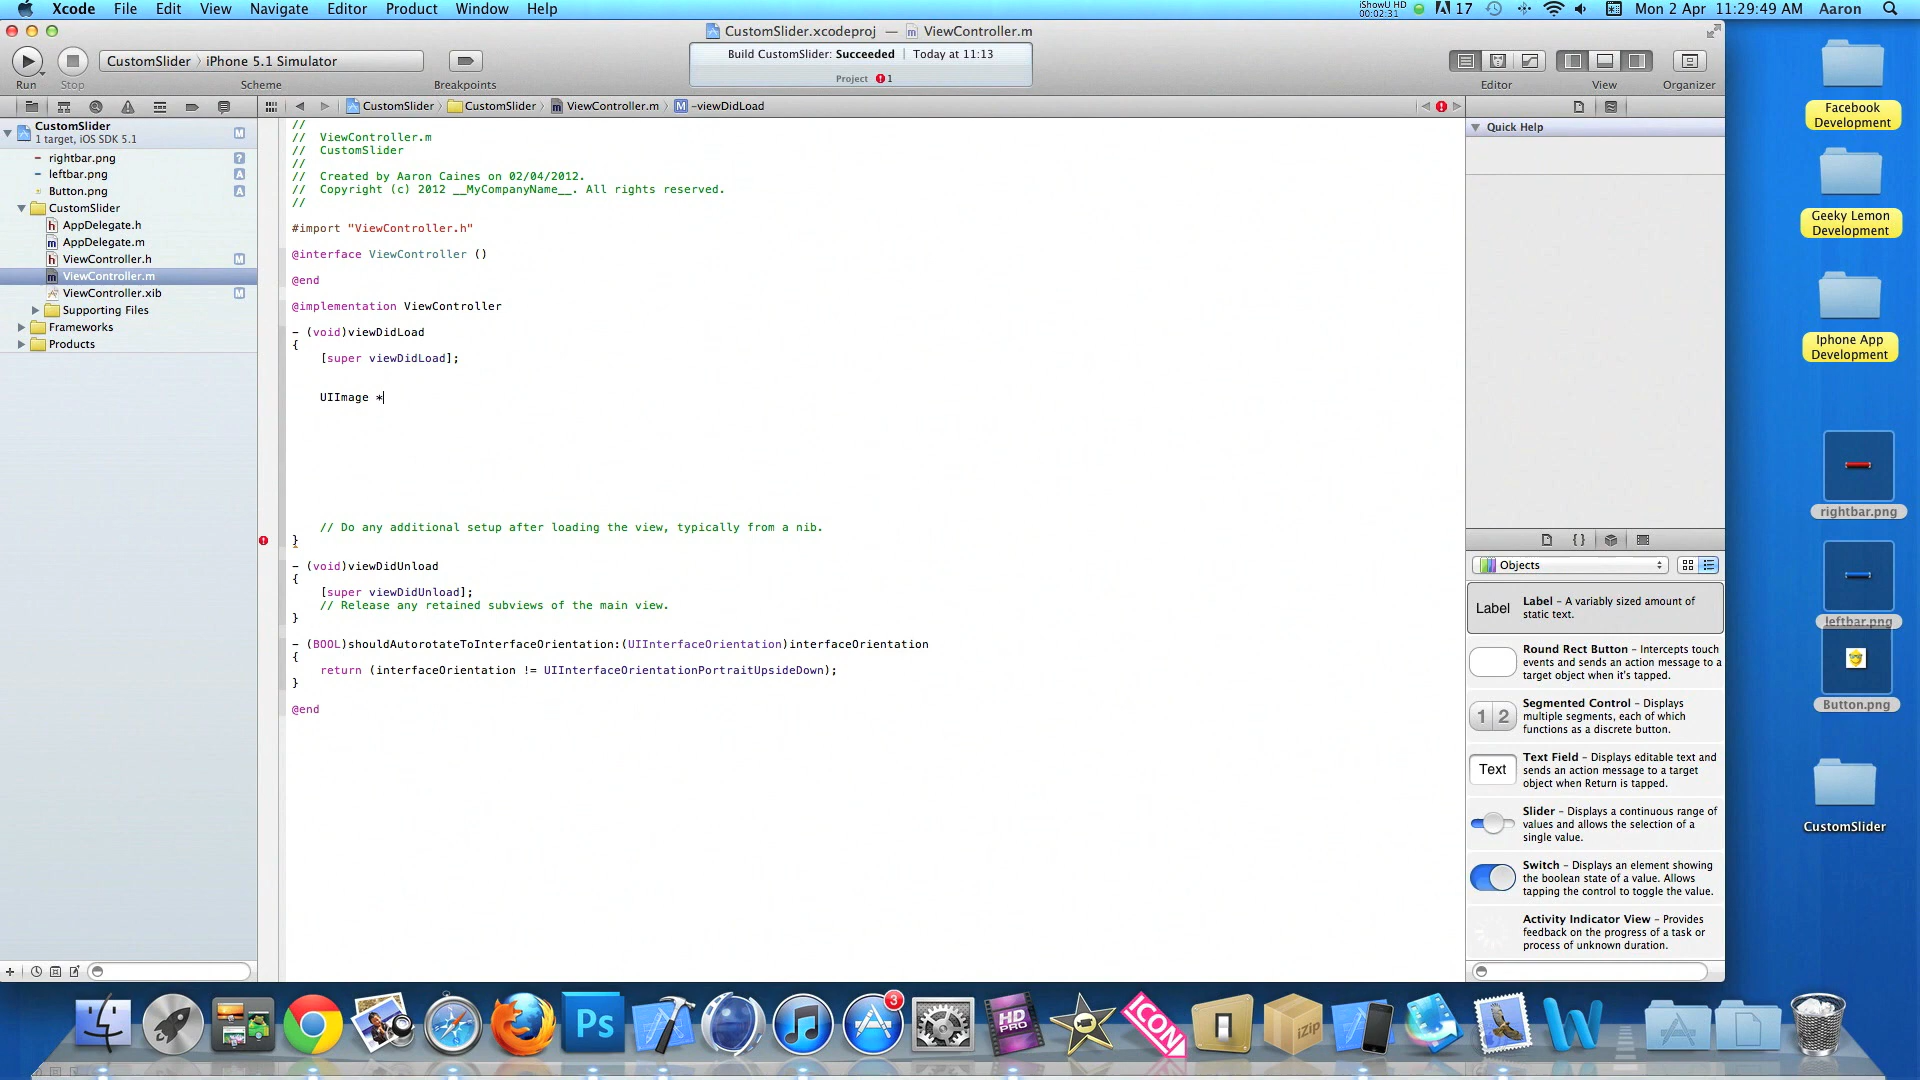 Xcode File Edit View Navigate Editor Product Window Help
iShowU HD
00:02:31
17 Mon 2 Apr 11:29:49 AM Aaron
CustomSlider.xcodeproj — ViewController.m
CustomSlider iPhone 5.1 Simulator
Build CustomSlider: Succeeded | Today at 11:13
Project 1
Run Stop Scheme Breakpoints Editor View Organizer
CustomSlider CustomSlider ViewController.m M -viewDidLoad
CustomSlider M
1 target, iOS SDK 5.1
rightbar.png ?
leftbar.png A
Button.png A
CustomSlider
h AppDelegate.h
m AppDelegate.m
h ViewController.h M
m ViewController.m
ViewController.xib M
Supporting Files
Frameworks
Products
//
// ViewController.m
// CustomSlider
//
// Created by Aaron Caines on 02/04/2012.
// Copyright (c) 2012 __MyCompanyName__. All rights reserved.
//
#import "ViewController.h"
@interface ViewController ()
@end
@implementation ViewController
- (void)viewDidLoad
{
[super viewDidLoad];
UIImage *
// Do any additional setup after loading the view, typically from a nib.
}
- (void)viewDidUnload
{
[super viewDidUnload];
// Release any retained subviews of the main view.
}
- (BOOL)shouldAutorotateToInterfaceOrientation:(UIInterfaceOrientation)interfaceOrientation
{
return (interfaceOrientation != UIInterfaceOrientationPortraitUpsideDown);
}
@end
Quick Help
{ }
Objects
Label
Label – A variably sized amount of
static text.
Round Rect Button – Intercepts touch
events and sends an action message to a
target object when it's tapped.
1 2
Segmented Control – Displays
multiple segments, each of which
functions as a discrete button.
Text
Text Field – Displays editable text and
sends an action message to a target
object when Return is tapped.
Slider – Displays a continuous range of
values and allows the selection of a
single value.
Switch – Displays an element showing
the boolean state of a value. Allows
tapping the control to toggle the value.
Activity Indicator View – Provides
feedback on the progress of a task or
process of unknown duration.
Facebook
Development
Geeky Lemon
Development
Iphone App
Development
rightbar.png
leftbar.png
Button.png
CustomSlider
Ps
3
HD
PRO
ICON
iZip
W